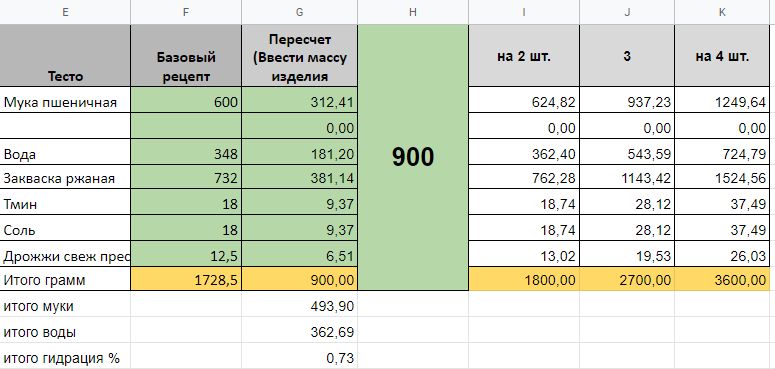 E F G H I J K
Тесто Базовый рецепт Пересчет (Ввести массу изделия на 2 шт. 3 на 4 шт.
Мука пшеничная 600 312,41 624,82 937,23 1249,64
0,00 0,00 0,00 0,00
Вода 348 181,20 900 362,40 543,59 724,79
Закваска ржаная 732 381,14 762,28 1143,42 1524,56
Тмин 18 9,37 18,74 28,12 37,49
Соль 18 9,37 18,74 28,12 37,49
Дрожжи свеж прес 12,5 6,51 13,02 19,53 26,03
Итого грамм 1728,5 900,00 1800,00 2700,00 3600,00
итого муки 493,90
итого воды 362,69
итого гидрация % 0,73